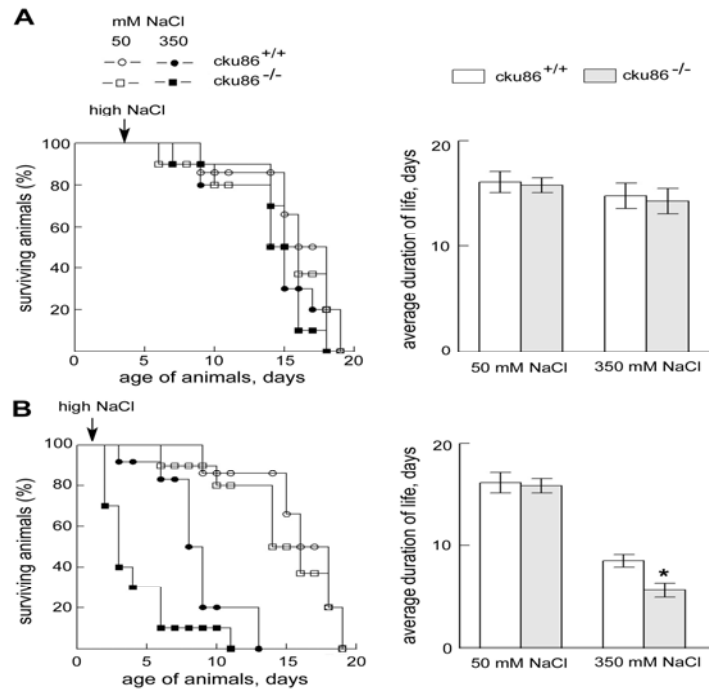 A
mM NaCl
50 350
cku86+/+
cku86-/-
high NaCl
surviving animals (%)
100
80
60
40
20
0 5 10 15 20
age of animals, days
cku86+/+ cku86-/-
average duration of life, days
20
10
0
50 mM NaCl 350 mM NaCl
B
high NaCl
surviving animals (%)
100
80
60
40
20
0 5 10 15 20
age of animals, days
average duration of life, days
20
10
0
*
50 mM NaCl 350 mM NaCl